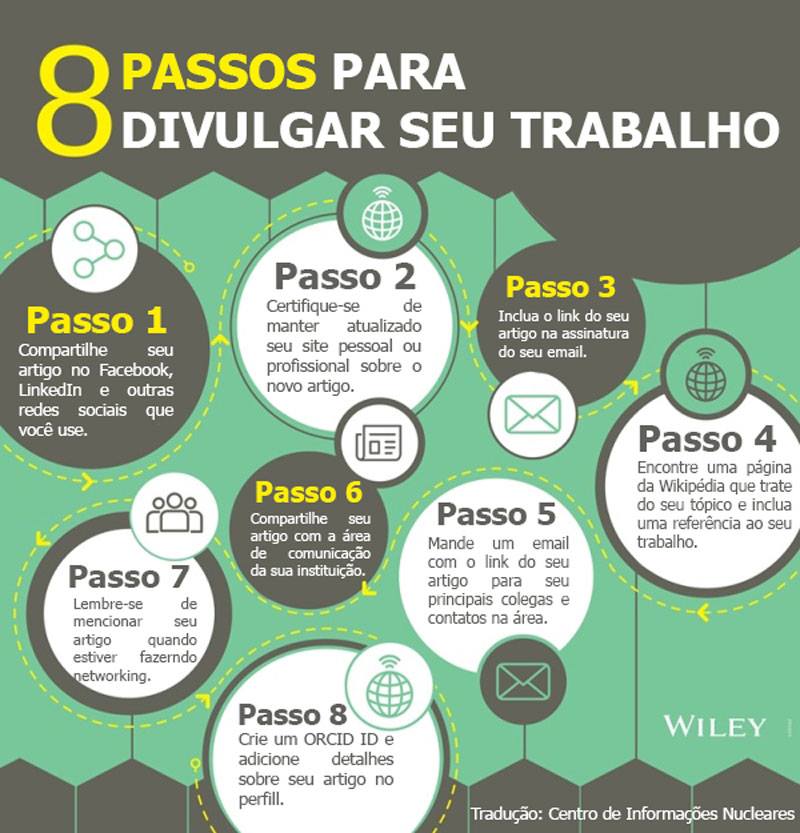 8 PASSOS PARA
DIVULGAR SEU TRABALHO
Passo 1
Compartilhe seu
artigo no Facebook,
LinkedIn e outras
redes sociais que
você use.
Passo 2
Certifique-se de
manter atualizado
seu site pessoal ou
profissional sobre o
novo artigo.
Passo 3
Inclua o link do seu
artigo na assinatura
do seu email.
Passo 4
Encontre uma página
da Wikipédia que trate
do seu tópico e inclua
uma referência ao seu
trabalho.
Passo 5
Mande um email
com o link do seu
artigo para seu
principais colegas e
contatos na área.
Passo 6
Compartilhe seu
artigo com a área
de comunicação
da sua instituição.
Passo 7
Lembre-se de
mencionar seu
artigo quando
estiver fazerndo
networking.
Passo 8
Crie um ORCID ID e
adicione detalhes
sobre seu artigo no
perfill.
WILEY
Tradução: Centro de Informações Nucleares